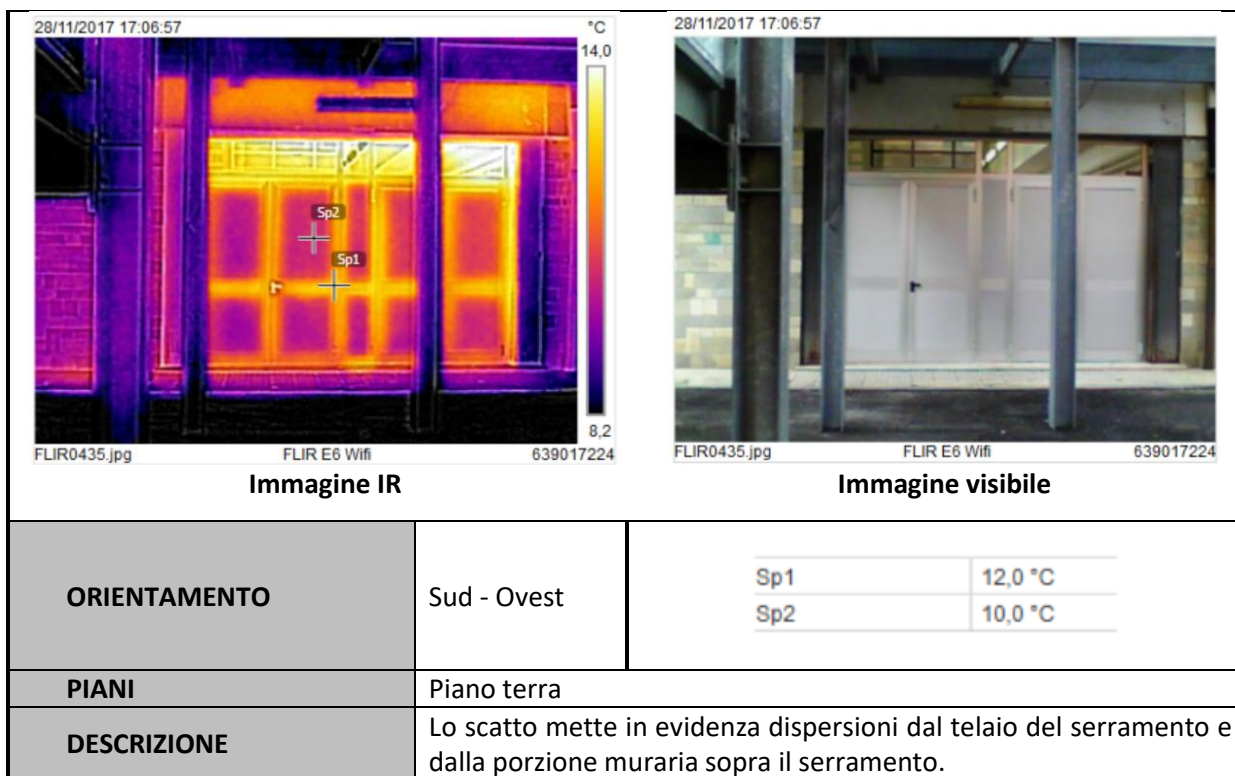 28/11/2017 17:06:57
°C
14,0
Sp2
Sp1
8,2
FLIR0435.jpg FLIR E6 Wifi 639017224
Immagine IR
28/11/2017 17:06:57
FLIR0435.jpg FLIR E6 Wifi 639017224
Immagine visibile
ORIENTAMENTO Sud - Ovest
Sp1 12,0 °C
Sp2 10,0 °C
PIANI Piano terra
DESCRIZIONE Lo scatto mette in evidenza dispersioni dal telaio del serramento e
dalla porzione muraria sopra il serramento.